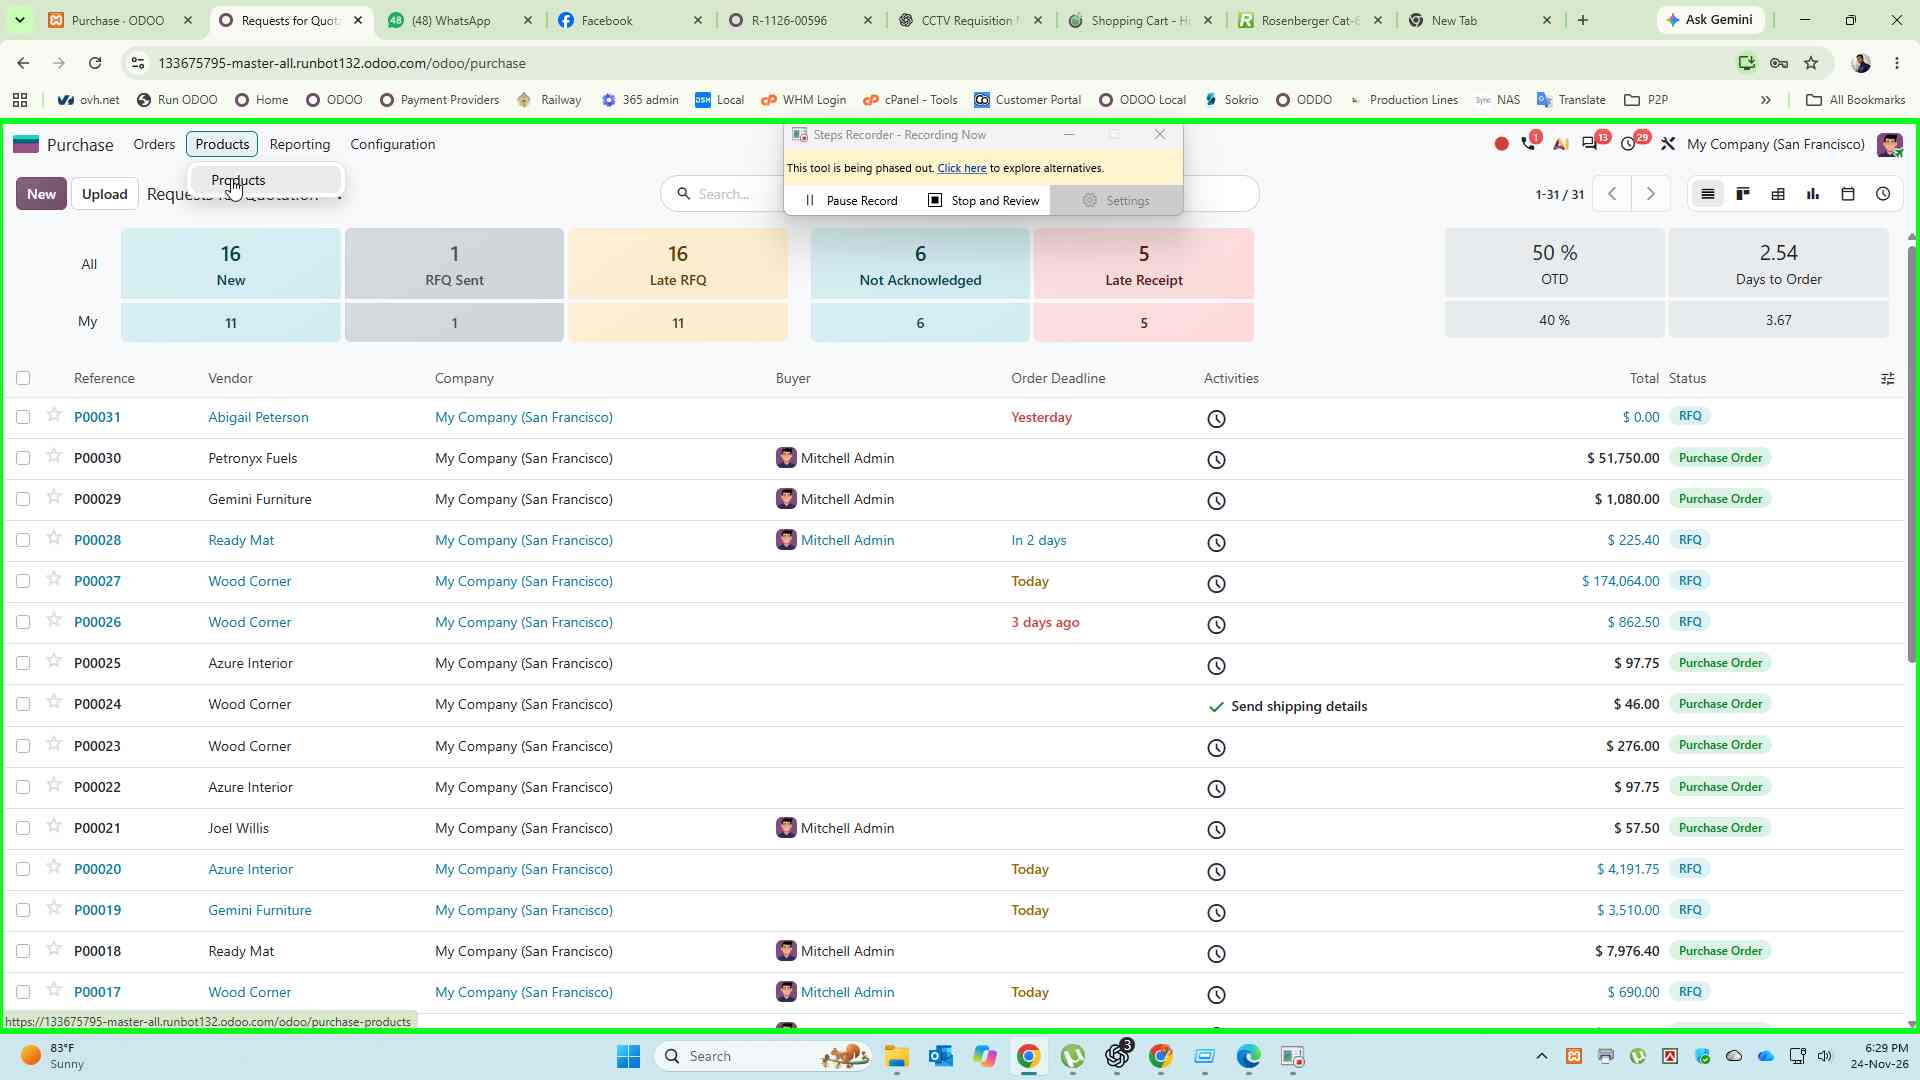 Purchase - ODOO
Requests for Quot
(48) WhatsApp
Facebook
R-1126-00596
CCTV Requisition
Shopping Cart - H
Rosenberger Cat-6
New Tab
Ask Gemini
133675795-master-all.runbot132.odoo.com/odoo/purchase
ovh.net Run ODOO Home ODOO Payment Providers Railway 365 admin Local WHM Login cPanel - Tools Customer Portal ODOO Local Sokrio ODDO Production Lines NAS Translate P2P All Bookmarks
Purchase Orders Products Reporting Configuration
Steps Recorder - Recording Now
This tool is being phased out. Click here to explore alternatives.
Pause Record Stop and Review Settings
1 13 29 My Company (San Francisco)
Products
New Upload Requests for Quotation
Search...
1-31 / 31
All 16 New 1 RFQ Sent 16 Late RFQ 6 Not Acknowledged 5 Late Receipt 50 % OTD 2.54 Days to Order
My 11 1 11 6 5 40 % 3.67
Reference Vendor Company Buyer Order Deadline Activities Total Status
P00031 Abigail Peterson My Company (San Francisco) Yesterday $ 0.00 RFQ
P00030 Petronyx Fuels My Company (San Francisco) Mitchell Admin $ 51,750.00 Purchase Order
P00029 Gemini Furniture My Company (San Francisco) Mitchell Admin $ 1,080.00 Purchase Order
P00028 Ready Mat My Company (San Francisco) Mitchell Admin In 2 days $ 225.40 RFQ
P00027 Wood Corner My Company (San Francisco) Today $ 174,064.00 RFQ
P00026 Wood Corner My Company (San Francisco) 3 days ago $ 862.50 RFQ
P00025 Azure Interior My Company (San Francisco) $ 97.75 Purchase Order
P00024 Wood Corner My Company (San Francisco) Send shipping details $ 46.00 Purchase Order
P00023 Wood Corner My Company (San Francisco) $ 276.00 Purchase Order
P00022 Azure Interior My Company (San Francisco) $ 97.75 Purchase Order
P00021 Joel Willis My Company (San Francisco) Mitchell Admin $ 57.50 Purchase Order
P00020 Azure Interior My Company (San Francisco) Today $ 4,191.75 RFQ
P00019 Gemini Furniture My Company (San Francisco) Today $ 3,510.00 RFQ
P00018 Ready Mat My Company (San Francisco) Mitchell Admin $ 7,976.40 Purchase Order
P00017 Wood Corner My Company (San Francisco) Mitchell Admin Today $ 690.00 RFQ
https://133675795-master-all.runbot132.odoo.com/odoo/purchase-products
83°F
Sunny
Search
3
6:29 PM
24-Nov-26